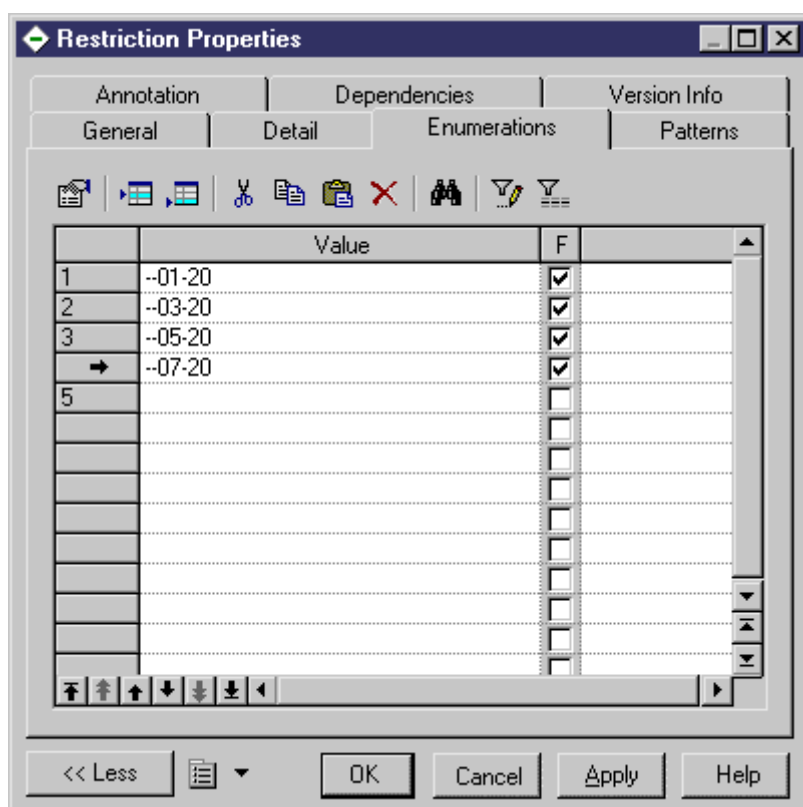 Restriction Properties
Annotation Dependencies Version Info
General Detail Enumerations Patterns
Value F
1 --01-20
2 --03-20
3 --05-20
--07-20
5
<< Less OK Cancel Apply Help